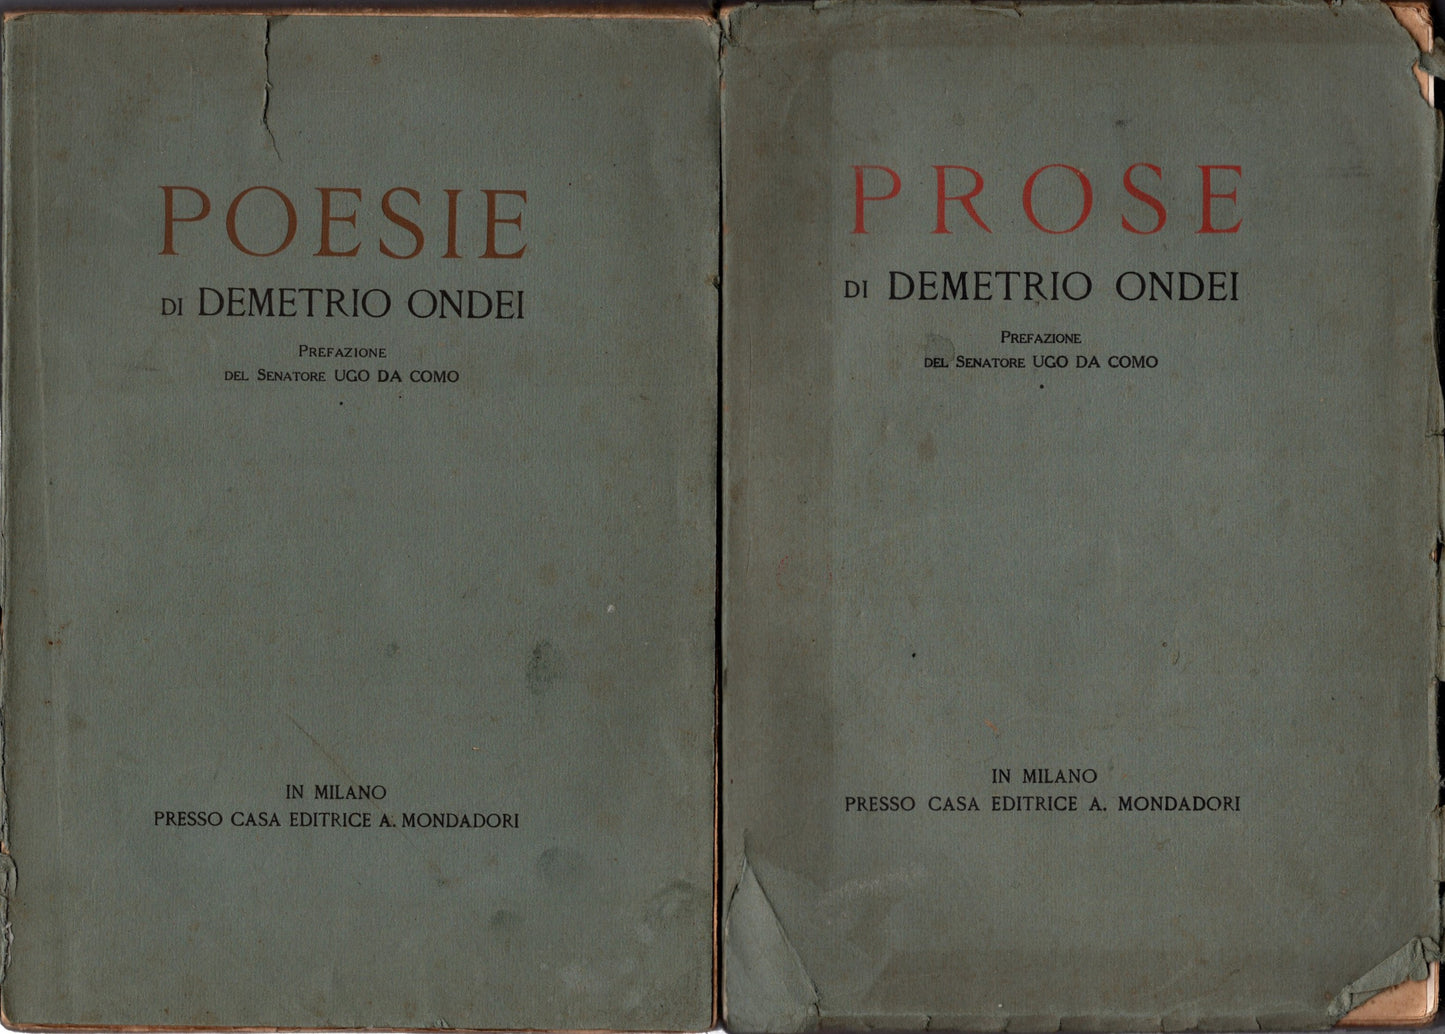 POESIE
DI DEMETRIO ONDEI
PREFAZIONE
DEL SENATORE UGO DA COMO
IN MILANO
PRESSO CASA EDITRICE A. MONDADORI
PROSE
DI DEMETRIO ONDEI
PREFAZIONE
DEL SENATORE UGO DA COMO
IN MILANO
PRESSO CASA EDITRICE A. MONDADORI